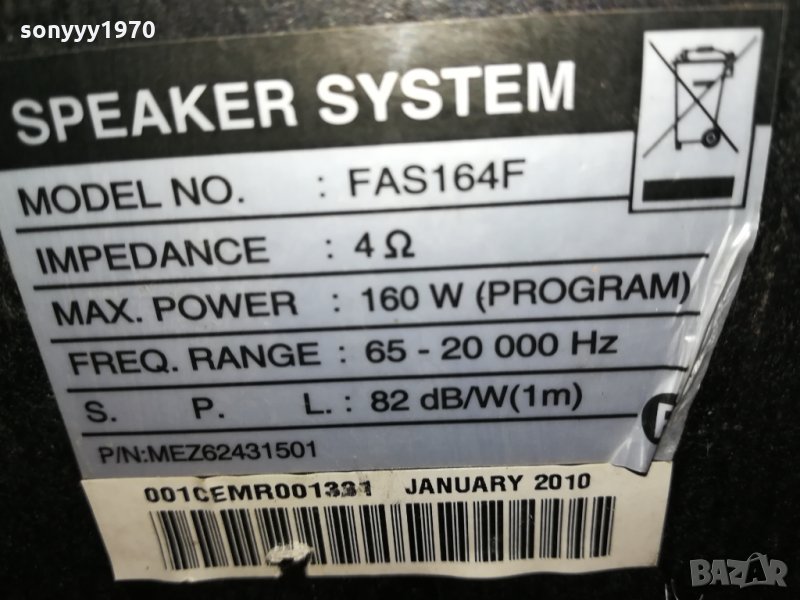 sonyyy1970
SPEAKER SYSTEM
MODEL NO. : FAS164F
IMPEDANCE : 4 Ω
MAX. POWER : 160 W (PROGRAM)
FREQ. RANGE : 65 - 20 000 Hz
S. P. L. : 82 dB/W(1m)
P/N:MEZ62431501
001CEMR001331 JANUARY 2010
BAZAR